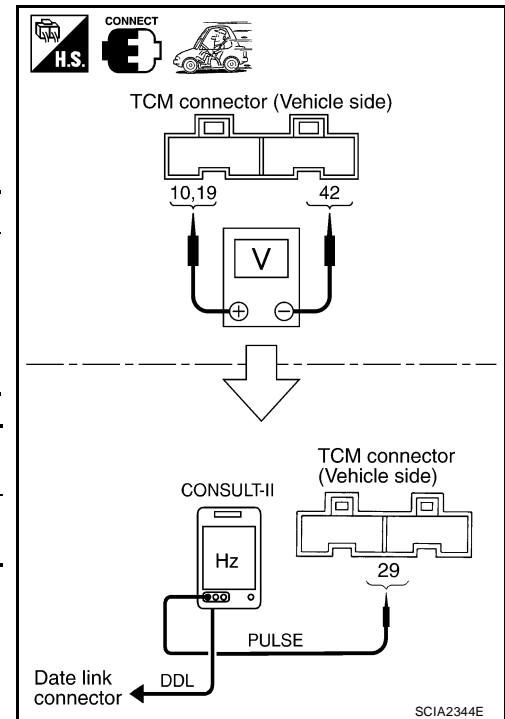 CONNECT
H.S.
TCM connector (Vehicle side)
10,19
42
V
TCM connector
(Vehicle side)
CONSULT-II
Hz
29
PULSE
Date link
connector
DDL
SCIA2344E